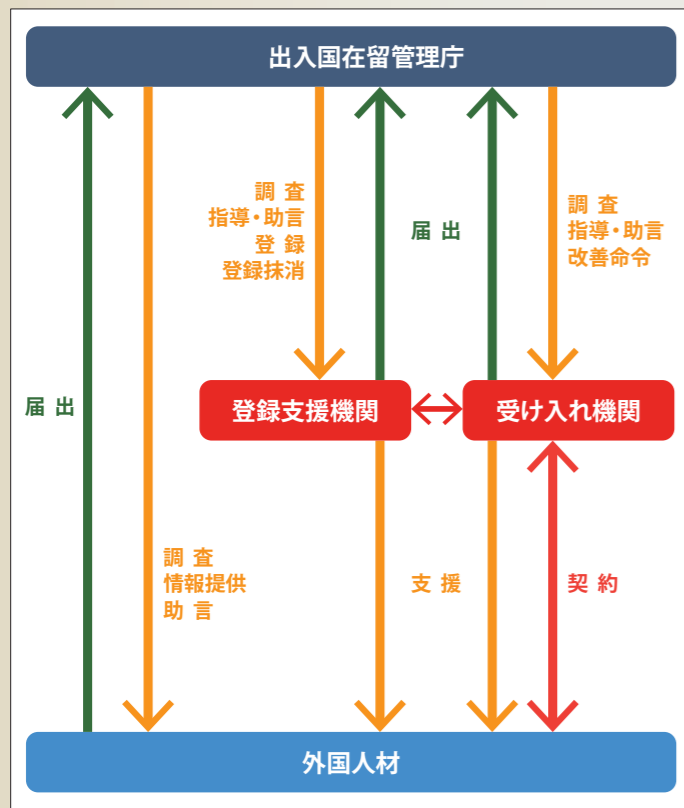 出入国在留管理庁
調 査
指導・助言
登 録
登録抹消
届 出
調 査
指導・助言
改善命令
届 出
登録支援機関
受け入れ機関
調 査
情報提供
助 言
支 援
契 約
外国人材